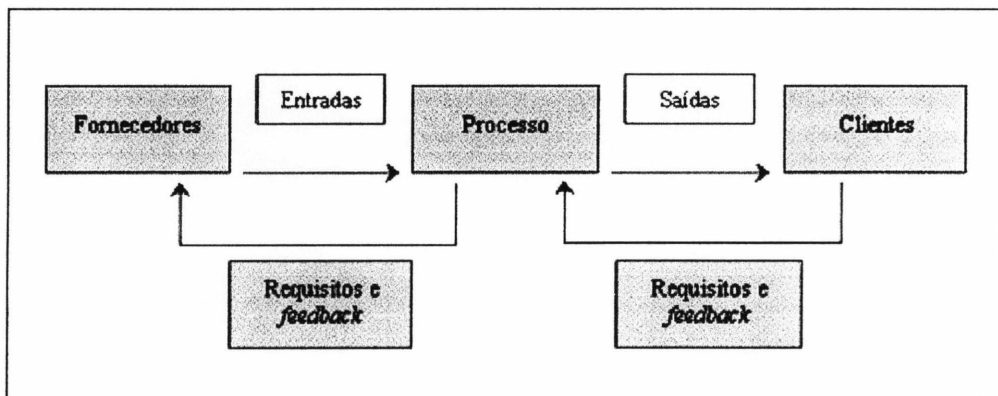 Entradas
Saídas
Fornecedores
Processo
Clientes
Requisitos e
feedback
Requisitos e
feedback